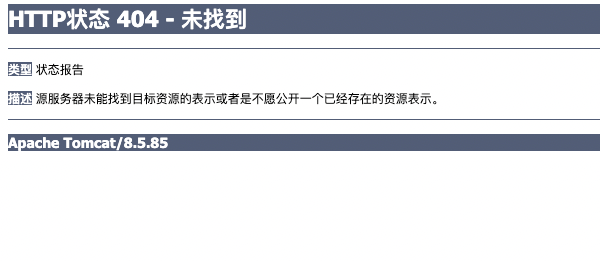 HTTP状态 404 - 未找到
类型 状态报告
描述 源服务器未能找到目标资源的表示或者是不愿公开一个已经存在的资源表示。
Apache Tomcat/8.5.85